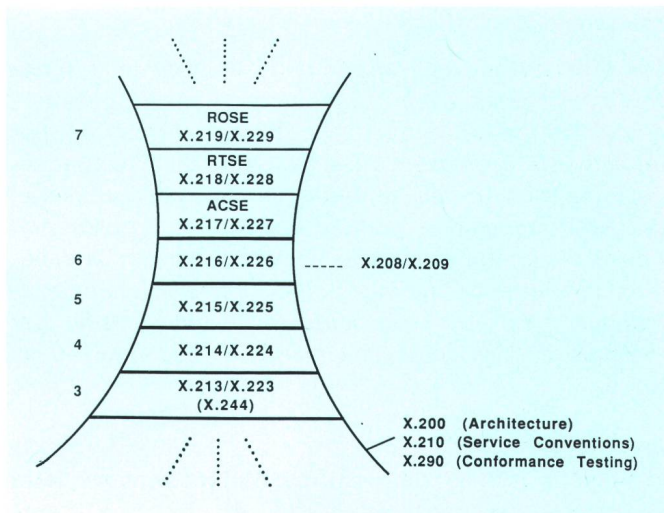 ROSE
7
X.219/X.229
RTSE
X.218/X.228
ACSE
X.217/X.227
6
X.216/X.226
X.208/X.209
5
X.215/X.225
4
X.214/X.224
3
X.213/X.223
(X.244)
X.200 (Architecture)
X.210 (Service Conventions)
X.290 (Conformance Testing)